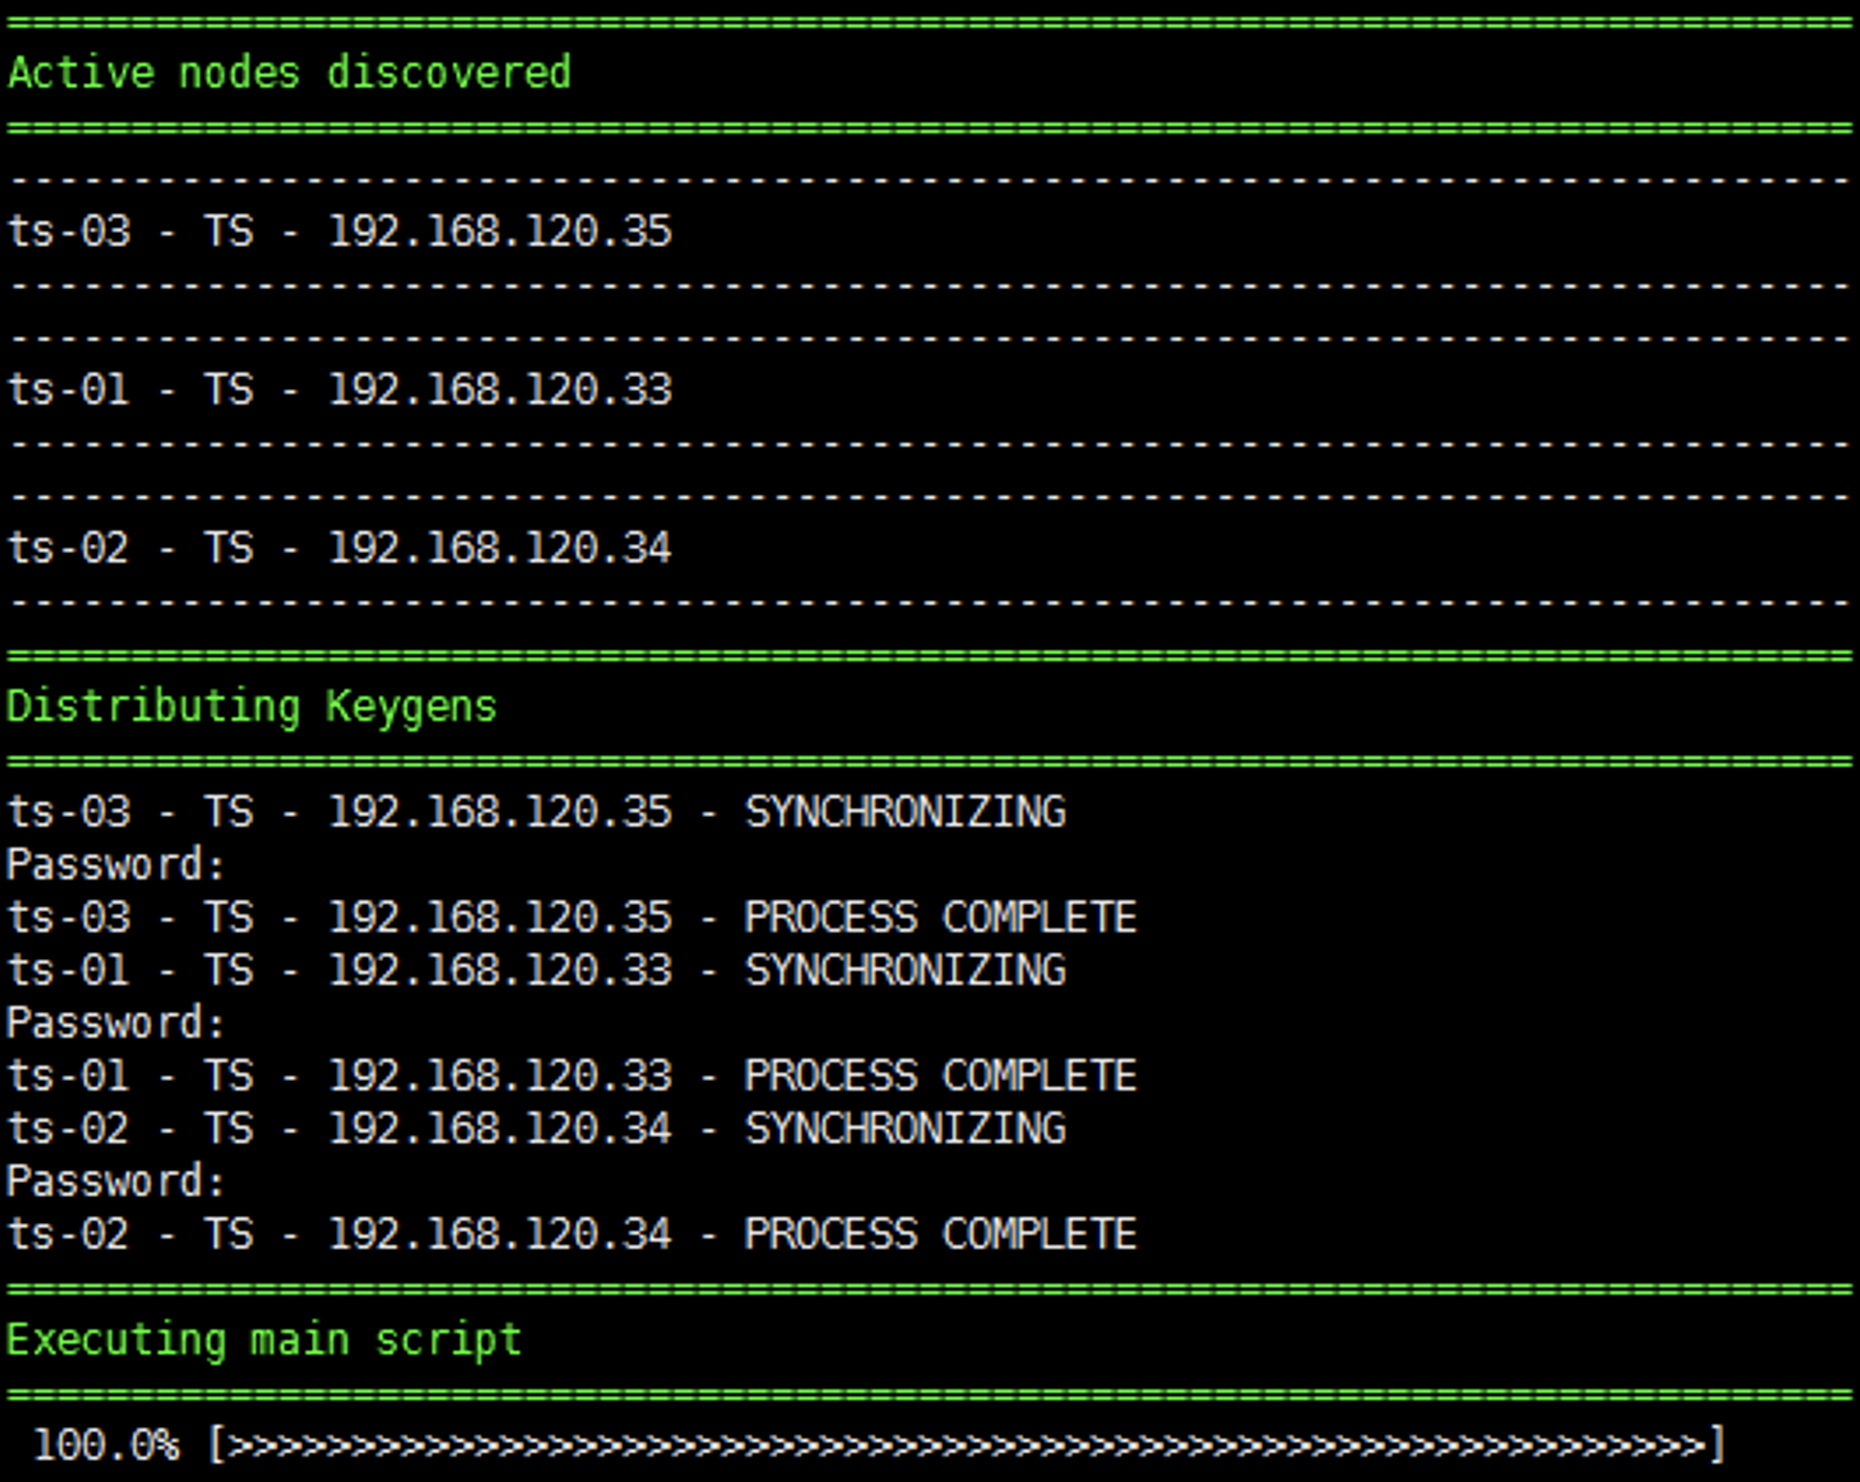 ===========================================================================
Active nodes discovered
===========================================================================
---------------------------------------------------------------------------
ts-03 - TS - 192.168.120.35
---------------------------------------------------------------------------
---------------------------------------------------------------------------
ts-01 - TS - 192.168.120.33
---------------------------------------------------------------------------
---------------------------------------------------------------------------
ts-02 - TS - 192.168.120.34
---------------------------------------------------------------------------
===========================================================================
Distributing Keygens
===========================================================================
ts-03 - TS - 192.168.120.35 - SYNCHRONIZING
Password:
ts-03 - TS - 192.168.120.35 - PROCESS COMPLETE
ts-01 - TS - 192.168.120.33 - SYNCHRONIZING
Password:
ts-01 - TS - 192.168.120.33 - PROCESS COMPLETE
ts-02 - TS - 192.168.120.34 - SYNCHRONIZING
Password:
ts-02 - TS - 192.168.120.34 - PROCESS COMPLETE
===========================================================================
Executing main script
===========================================================================
100.0% [>>>>>>>>>>>>>>>>>>>>>>>>>>>>>>>>>>>>>>>>>>>>>>>>>>>>>>>>>>>>]